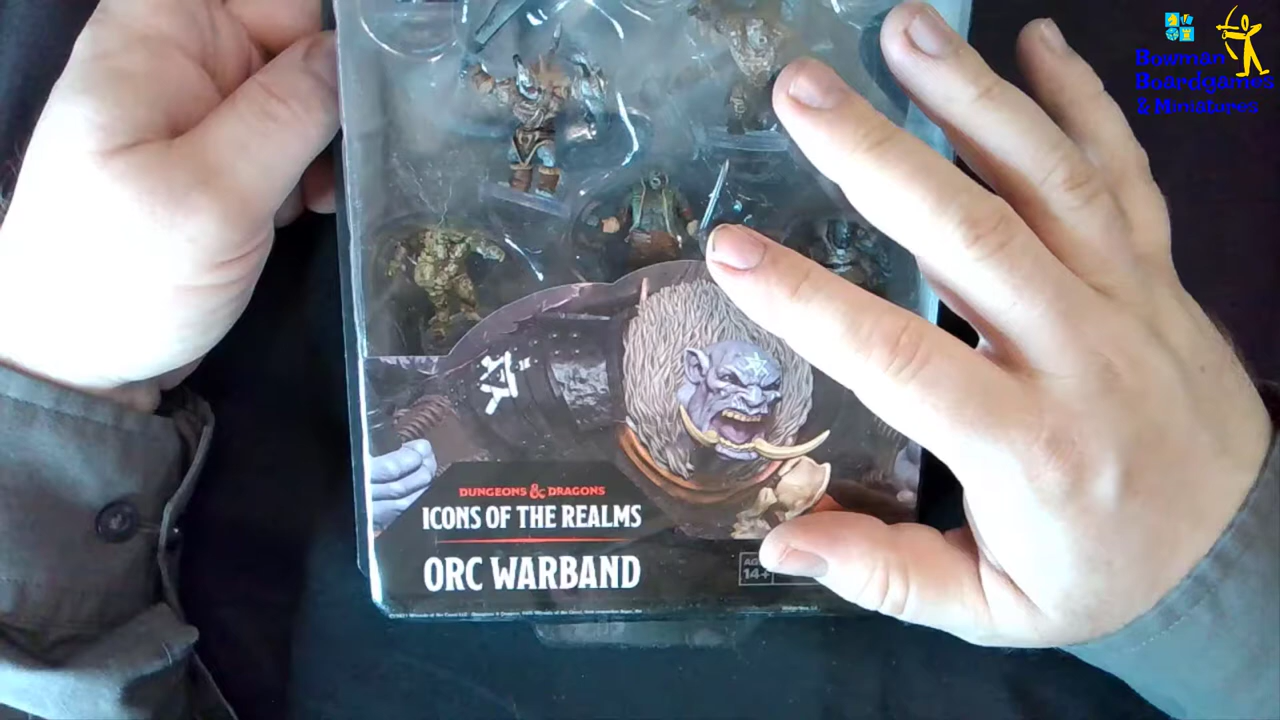 Bowman
Boardgames
& Miniatures
DUNGEONS & DRAGONS
ICONS OF THE REALMS
ORC WARBAND
14+